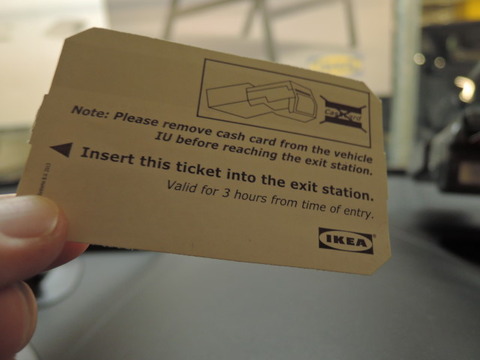 Note: Please remove cash card from the vehicle
IU before reaching the exit station.
Insert this ticket into the exit station.
Valid for 3 hours from time of entry.
IKEA